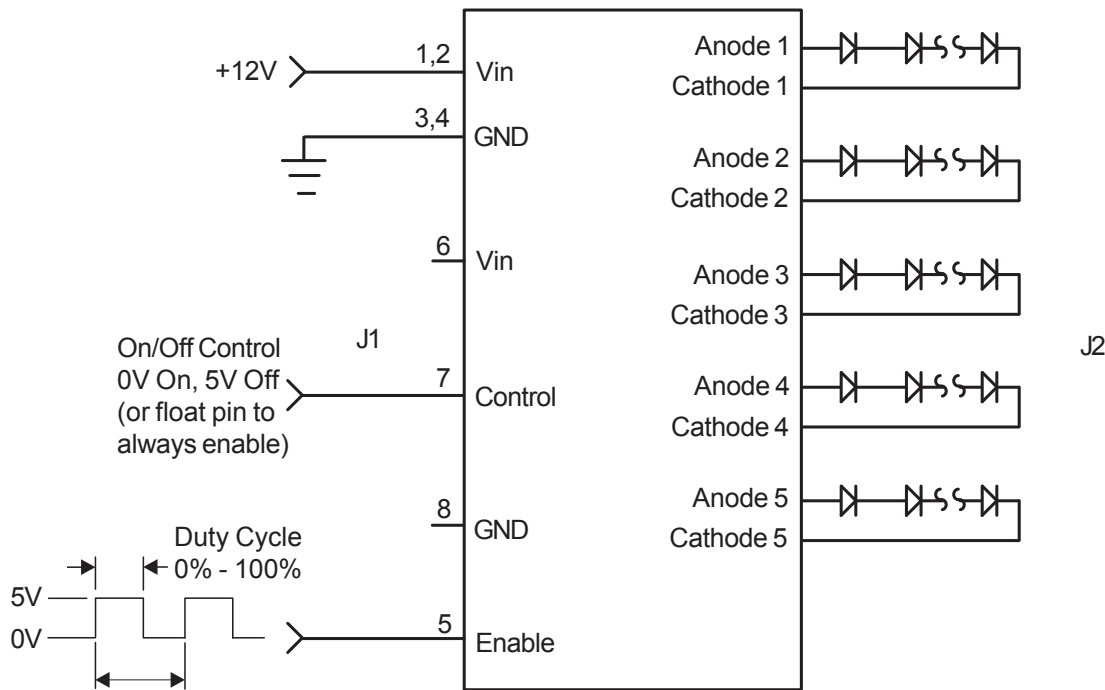 +12V
1,2
Vin
3,4
GND
6
Vin
J1
On/Off Control
0V On, 5V Off
(or float pin to
always enable)
7
Control
8
GND
Duty Cycle
0% - 100%
5V
0V
5
Enable
Anode 1
Cathode 1
Anode 2
Cathode 2
Anode 3
Cathode 3
Anode 4
Cathode 4
Anode 5
Cathode 5
J2